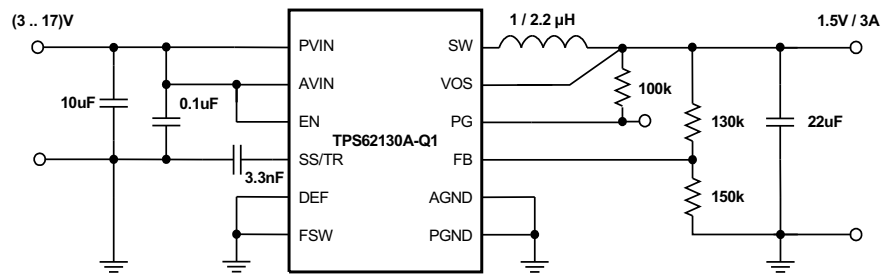 (3 .. 17)V
1 / 2.2 µH
1.5V / 3A
PVIN
SW
AVIN
VOS
10uF
0.1uF
100k
EN
PG
130k
22uF
TPS62130A-Q1
SS/TR
FB
3.3nF
DEF
AGND
150k
FSW
PGND